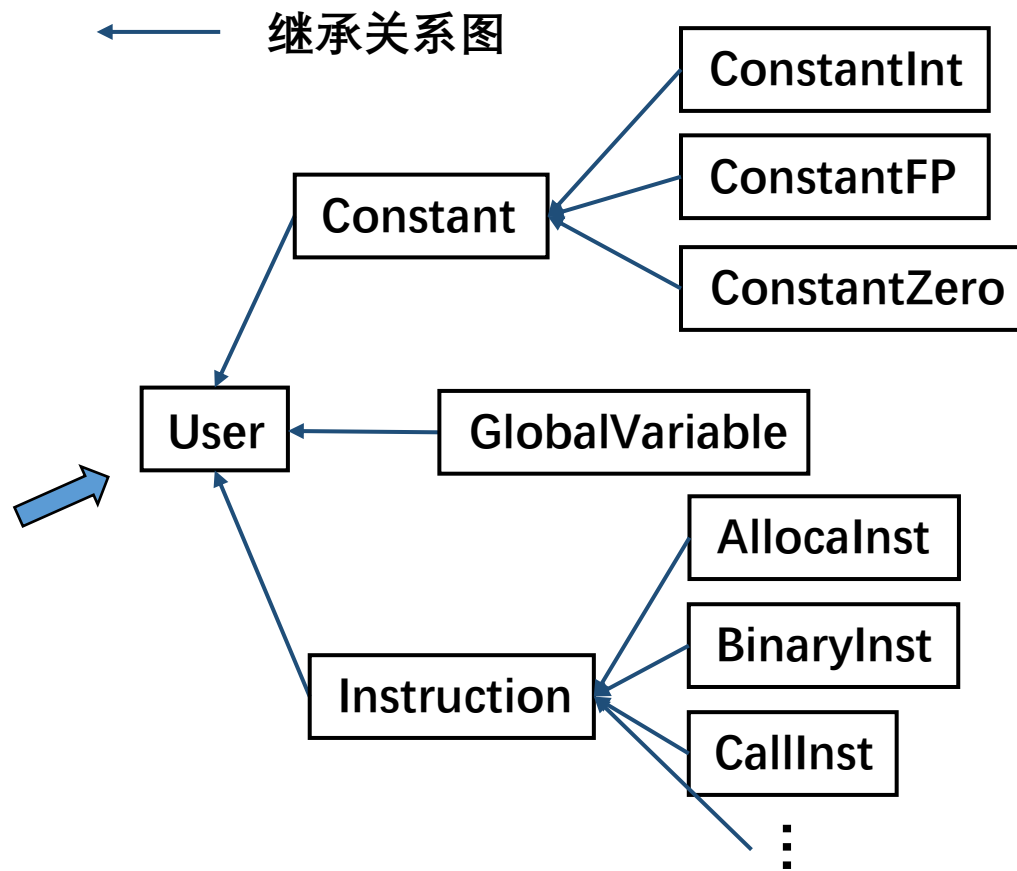 继承关系图
ConstantInt
ConstantFP
Constant
ConstantZero
User
GlobalVariable
AllocaInst
BinaryInst
Instruction
CallInst
⋮